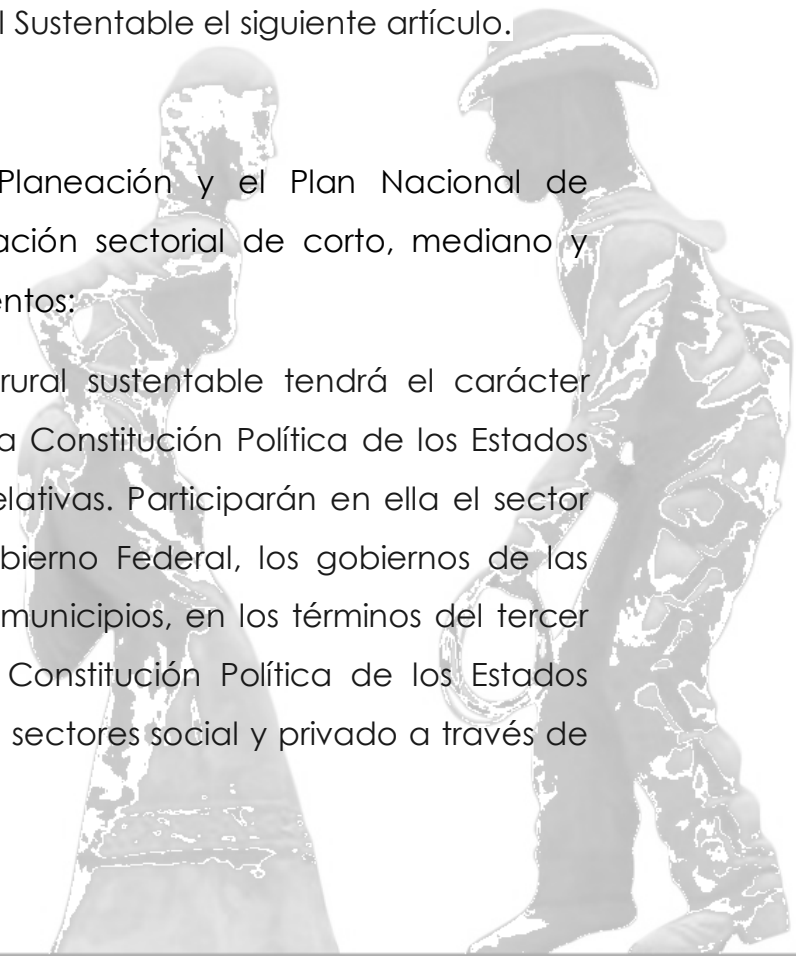 l Sustentable el siguiente artículo.
Planeación y el Plan Nacional de
ación sectorial de corto, mediano y
entos:
rural sustentable tendrá el carácter
a Constitución Política de los Estados
elativas. Participarán en ella el sector
bierno Federal, los gobiernos de las
municipios, en los términos del tercer
Constitución Política de los Estados
sectores social y privado a través de